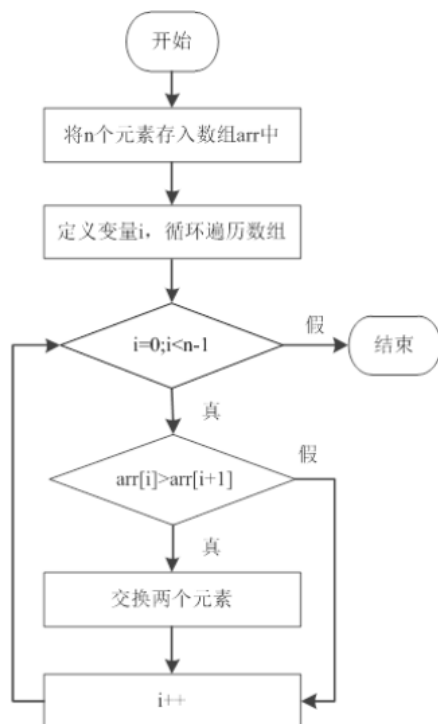 开始
将n个元素存入数组arr中
定义变量i，循环遍历数组
i=0;i<n-1
假
结束
真
arr[i]>arr[i+1]
假
真
交换两个元素
i++